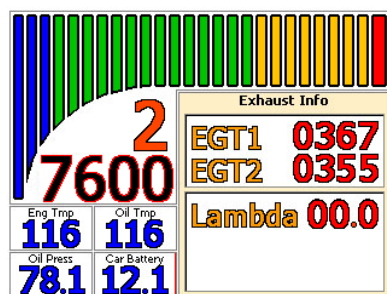 2
7600
Exhaust Info
EGT1 0367
EGT2 0355
Lambda 00.0
Eng Tmp Oil Tmp
116 116
Oil Press Car Battery
78.1 12.1